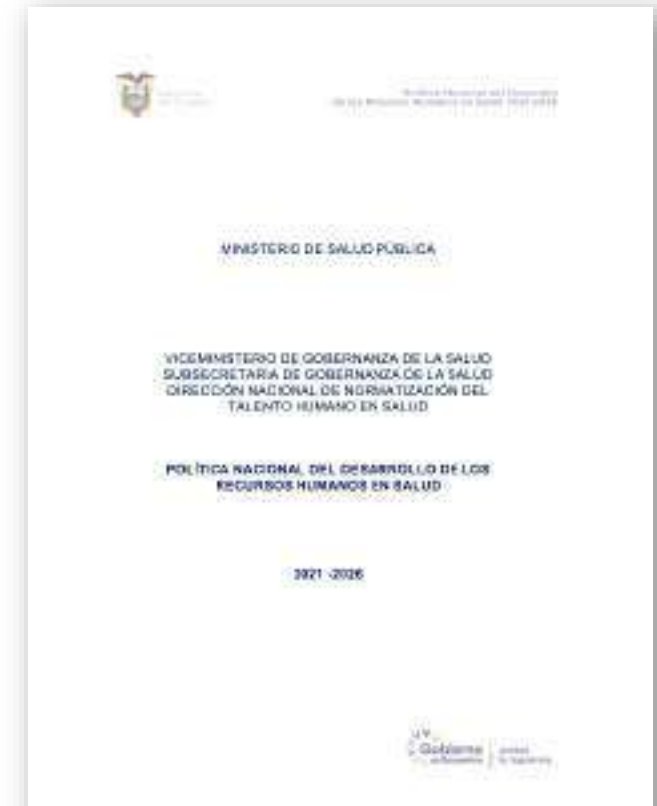 MINISTERIO DE SALUD PÚBLICA
VICEMINISTERIO DE GOBERNANZA DE LA SALUD
SUBSECRETARIA DE GOBERNANZA DE LA SALUD
DIRECCIÓN NACIONAL DE NORMATIZACIÓN DEL
TALENTO HUMANO EN SALUD
POLÍTICA NACIONAL DEL DESARROLLO DE LOS
RECURSOS HUMANOS EN SALUD
2021 -2026
Gobierno